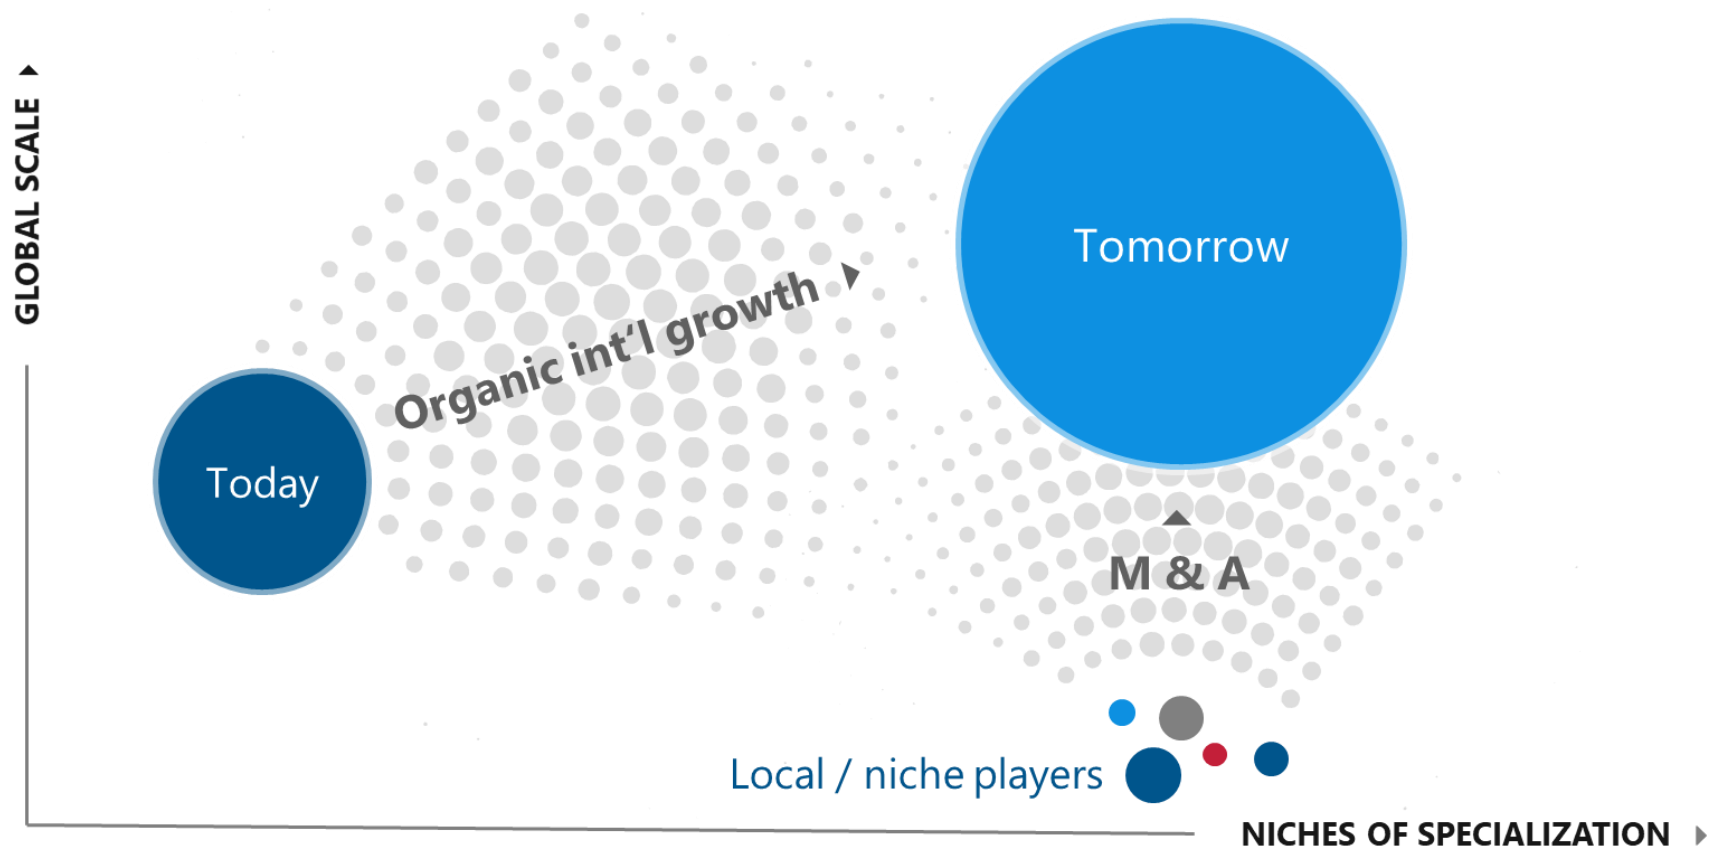 GLOBAL SCALE
Tomorrow
Organic int‘l growth
Today
M & A
Local / niche players
NICHES OF SPECIALIZATION